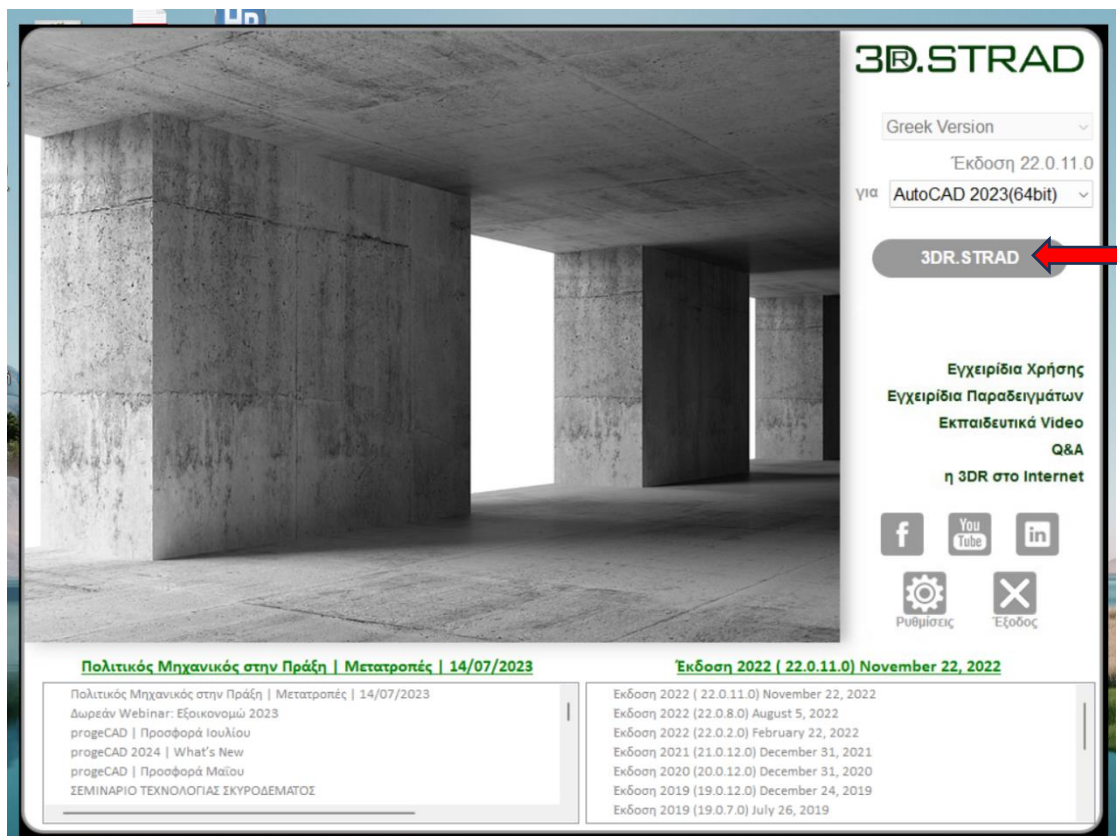 3DR.STRAD
Greek Version
Έκδοση 22.0.11.0
για AutoCAD 2023(64bit)
3DR.STRAD
Εγχειρίδια Χρήσης
Εγχειρίδια Παραδειγμάτων
Εκπαιδευτικά Video
Q&A
η 3DR στο Internet
f You Tube in
Ρυθμίσεις Έξοδος
Πολιτικός Μηχανικός στην Πράξη | Μετατροπές | 14/07/2023
Πολιτικός Μηχανικός στην Πράξη | Μετατροπές | 14/07/2023
Δωρεάν Webinar: Εξοικονομώ 2023
progeCAD | Προσφορά Ιουλίου
progeCAD 2024 | What's New
progeCAD | Προσφορά Μαΐου
ΣΕΜΙΝΑΡΙΟ ΤΕΧΝΟΛΟΓΙΑΣ ΣΚΥΡΟΔΕΜΑΤΟΣ
Έκδοση 2022 ( 22.0.11.0) November 22, 2022
Εκδοση 2022 ( 22.0.11.0) November 22, 2022
Εκδοση 2022 (22.0.8.0) August 5, 2022
Εκδοση 2022 (22.0.2.0) February 22, 2022
Εκδοση 2021 (21.0.12.0) December 31, 2021
Εκδοση 2020 (20.0.12.0) December 31, 2020
Εκδοση 2019 (19.0.12.0) December 24, 2019
Εκδοση 2019 (19.0.7.0) July 26, 2019